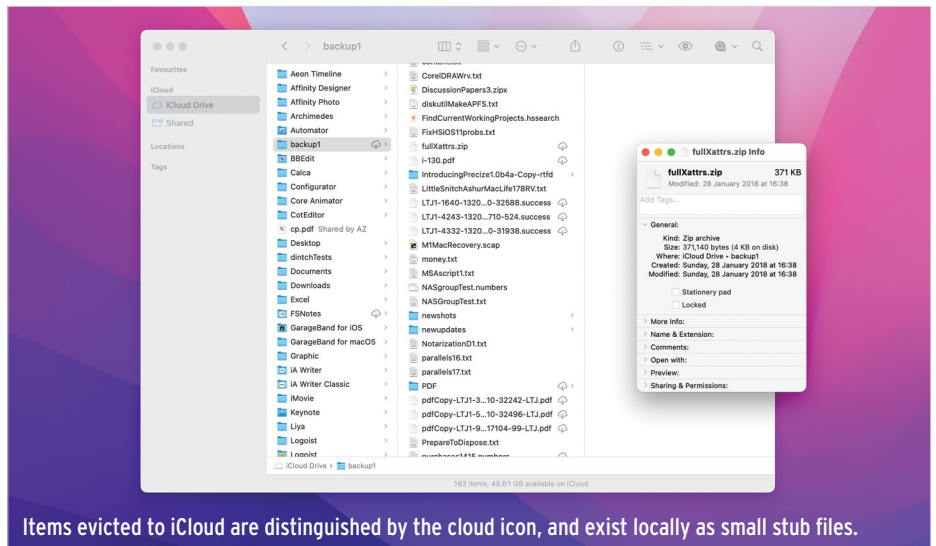 backup1
Favourites
iCloud
iCloud Drive
Shared
Locations
Tags
Aeon Timeline
Affinity Designer
Affinity Photo
Archimedes
Automator
backup1
BBEdit
Calca
Configurator
Core Animator
CotEditor
cp.pdf Shared by AZ
Desktop
dintchTests
Documents
Downloads
Excel
FSNotes
GarageBand for iOS
GarageBand for macOS
Graphic
iA Writer
iA Writer Classic
iMovie
Keynote
Liya
Logoist
Logoist
content.txt
CorelDRAWrv.txt
DiscussionPapers3.zipx
diskutilMakeAPFS.txt
FindCurrentWorkingProjects.hssearch
FixHSiOS11probs.txt
fullXattrs.zip
i-130.pdf
IntroducingPrecize1.0b4a-Copy-rtfd
LittleSnitchAshurMacLife178RV.txt
LTJ1-1640-1320...0-32588.success
LTJ1-4243-1320...710-524.success
LTJ1-4332-1320...0-31938.success
M1MacRecovery.scap
money.txt
MSAscript1.txt
NASgroupTest.numbers
NASGroupTest.txt
newshots
newupdates
NotarizationD1.txt
parallels16.txt
parallels17.txt
PDF
pdfCopy-LTJ1-3...10-32242-LTJ.pdf
pdfCopy-LTJ1-5...10-32496-LTJ.pdf
pdfCopy-LTJ1-9...17104-99-LTJ.pdf
PrepareToDispose.txt
purchases1415.numbers
iCloud Drive › backup1
162 items, 49.61 GB available on iCloud
fullXattrs.zip Info
fullXattrs.zip 371 KB
Modified: 28 January 2018 at 16:38
Add Tags...
General:
Kind: Zip archive
Size: 371,140 bytes (4 KB on disk)
Where: iCloud Drive • backup1
Created: Sunday, 28 January 2018 at 16:38
Modified: Sunday, 28 January 2018 at 16:38
Stationery pad
Locked
More Info:
Name & Extension:
Comments:
Open with:
Preview:
Sharing & Permissions:
Items evicted to iCloud are distinguished by the cloud icon, and exist locally as small stub files.